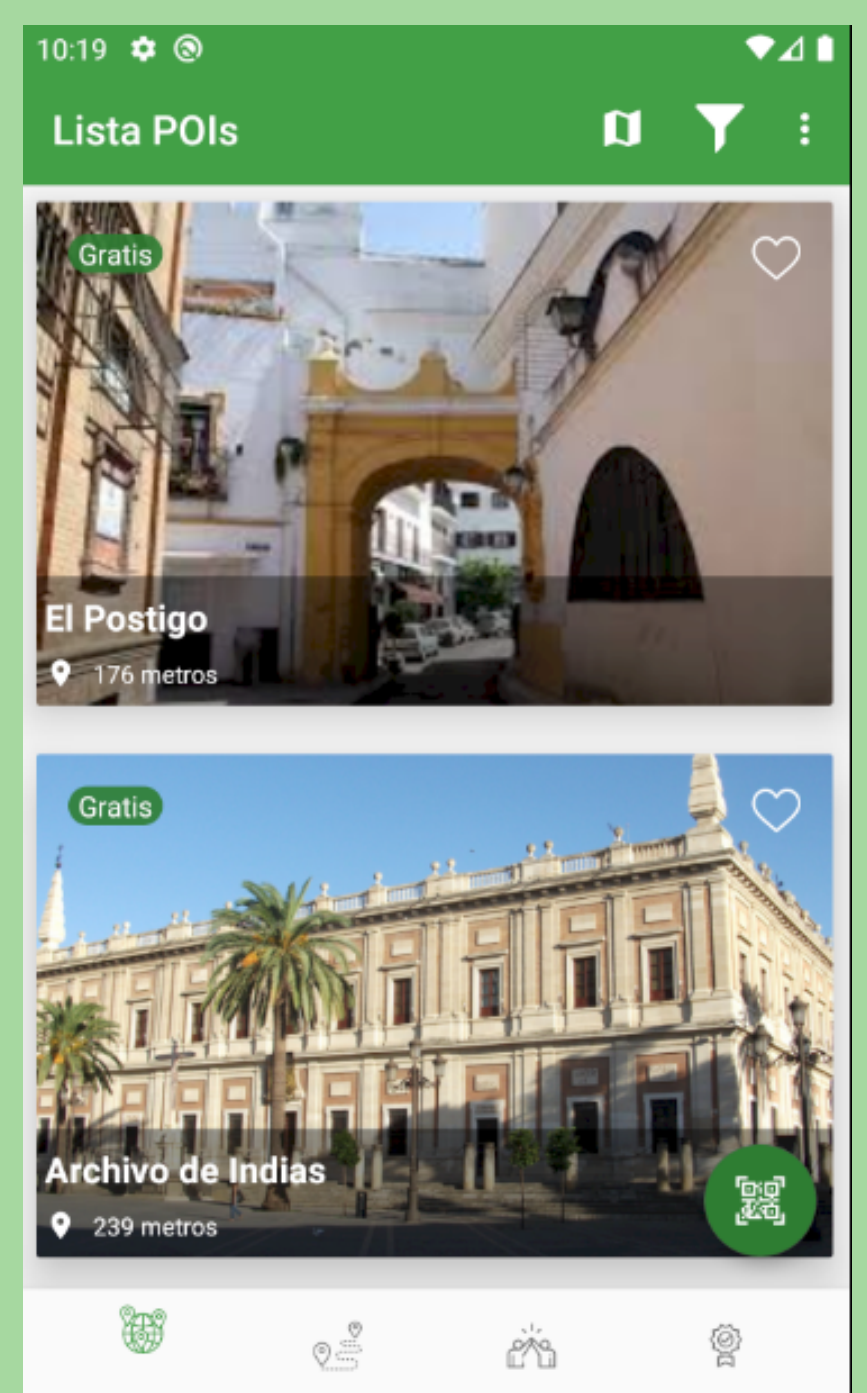 10:19
Lista POIs
Gratis
El Postigo
176 metros
Gratis
Archivo de Indias
239 metros